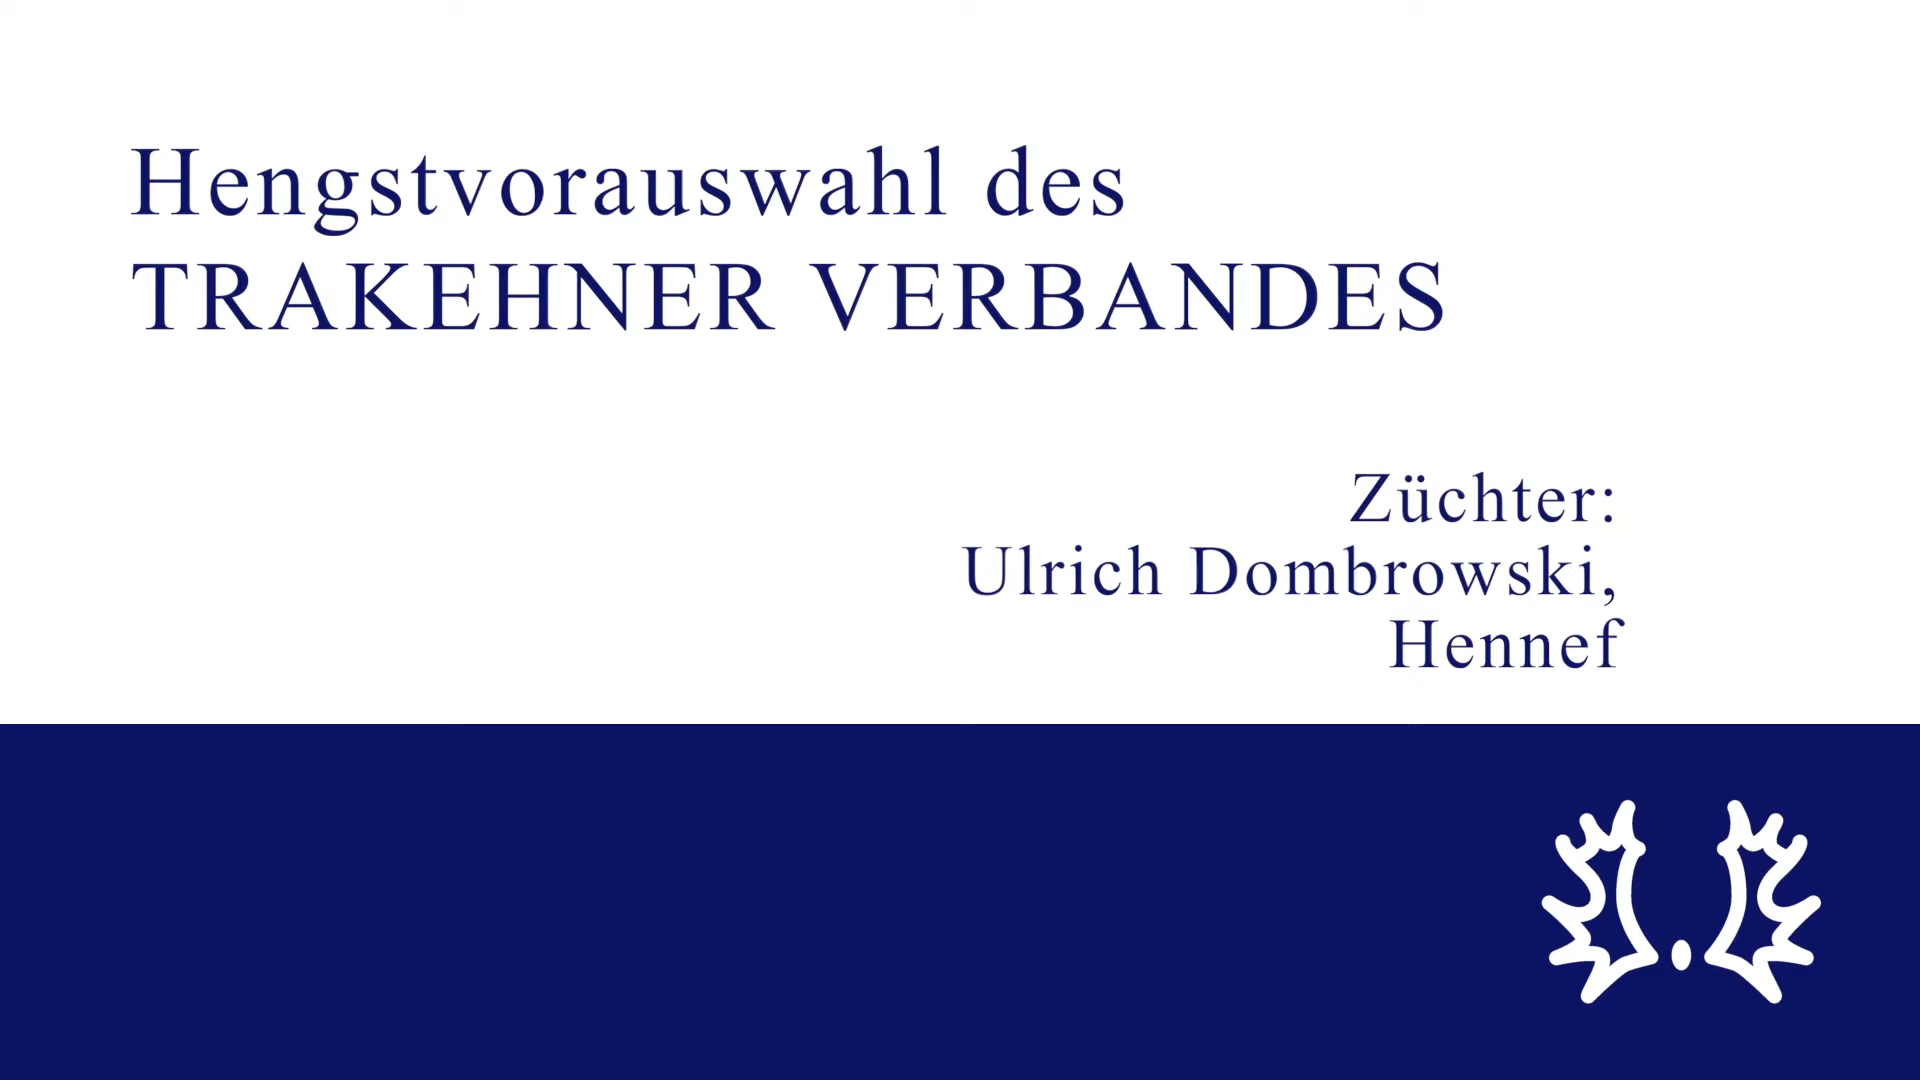 Hengstvorauswahl des
TRAKEHNER VERBANDES
Züchter:
Ulrich Dombrowski,
Hennef